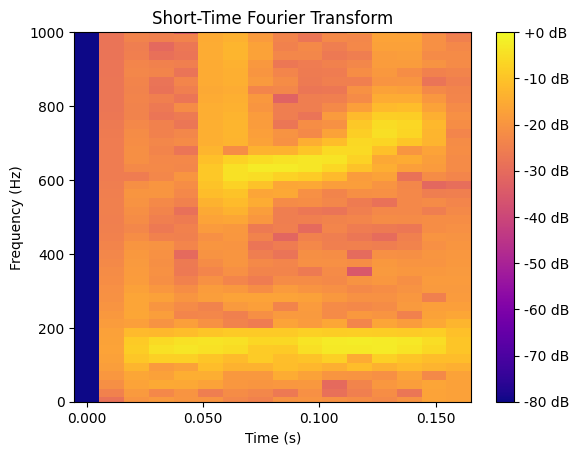 Short-Time Fourier Transform
Frequency (Hz)
1000
800
600
400
200
0
0.000
0.050
0.100
0.150
Time (s)
+0 dB
-10 dB
-20 dB
-30 dB
-40 dB
-50 dB
-60 dB
-70 dB
-80 dB